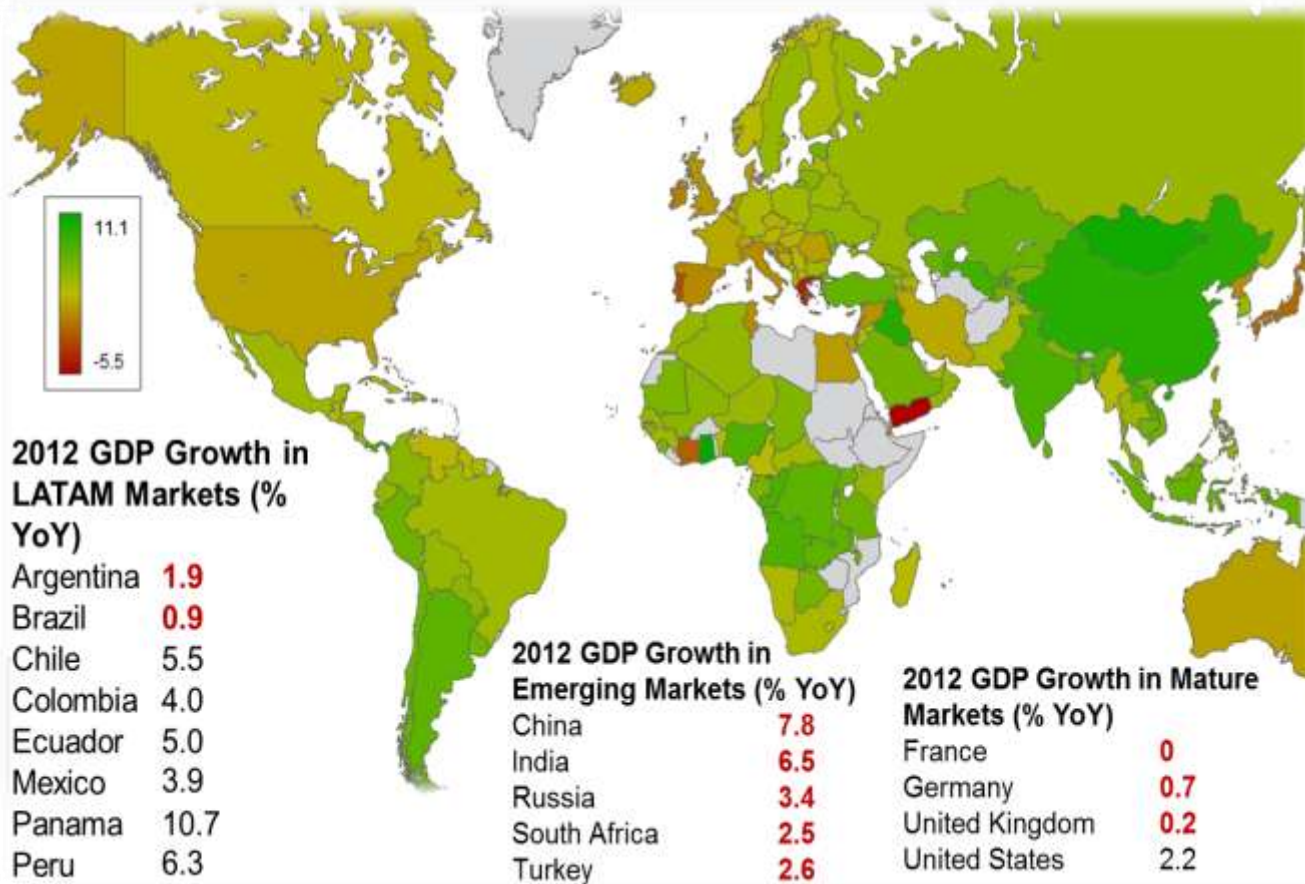 11.1
-5.5
2012 GDP Growth in
LATAM Markets (%
YoY)
Argentina 1.9
Brazil 0.9
Chile 5.5
Colombia 4.0
Ecuador 5.0
Mexico 3.9
Panama 10.7
Peru 6.3
2012 GDP Growth in
Emerging Markets (% YoY)
China 7.8
India 6.5
Russia 3.4
South Africa 2.5
Turkey 2.6
2012 GDP Growth in Mature
Markets (% YoY)
France 0
Germany 0.7
United Kingdom 0.2
United States 2.2